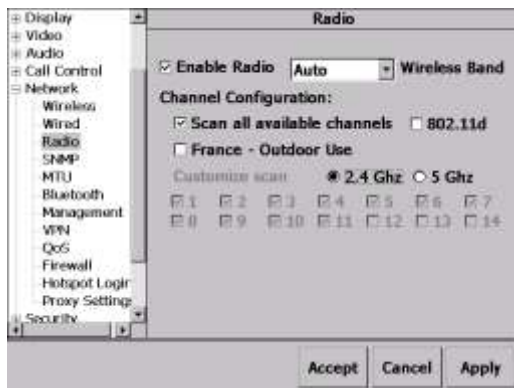 Display
Video
Audio
Call Control
Network
Wireless
Wired
Radio
SNMP
MTU
Bluetooth
Management
VPN
QoS
Firewall
Hotspot Login
Proxy Settings
Security
Radio
Enable Radio Auto Wireless Band
Channel Configuration:
Scan all available channels 802.11d
France - Outdoor Use
Customize scan 2.4 Ghz 5 Ghz
1 2 3 4 5 6 7
8 9 10 11 12 13 14
Accept Cancel Apply